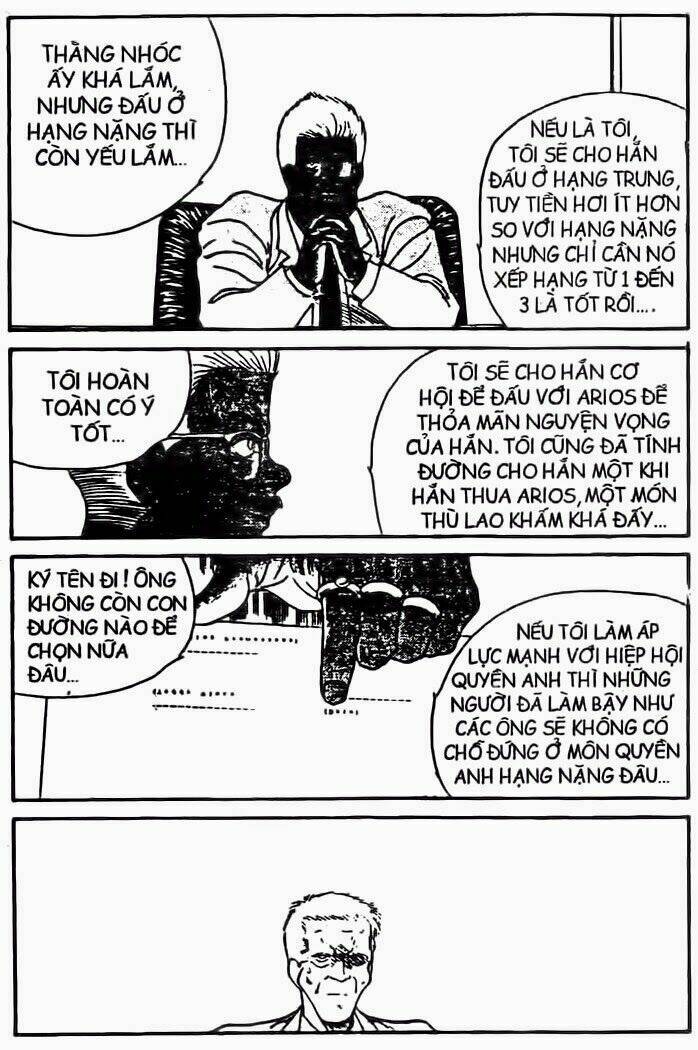 THẰNG NHÓC
ẤY KHÁ LẮM,
NHƯNG ĐẤU Ở
HẠNG NẶNG THÌ
CÒN YẾU LẮM...
NẾU LÀ TÔI,
TÔI SẼ CHO HẮN
ĐẤU Ở HẠNG TRUNG,
TUY TIỀN HƠI ÍT HƠN
SO VỚI HẠNG NẶNG
NHƯNG CHỈ CẦN NÓ
XẾP HẠNG TỪ 1 ĐẾN
3 LÀ TỐT RỒI....
TÔI HOÀN
TOÀN CÓ Ý
TỐT...
TÔI SẼ CHO HẮN CƠ
HỘI ĐỂ ĐẤU VỚI ARIOS ĐỂ
THỎA MÃN NGUYỆN VỌNG
CỦA HẮN. TÔI CŨNG ĐÃ TÍNH
ĐƯỜNG CHO HẮN MỘT KHI
HẮN THUA ARIOS, MỘT MÓN
THÙ LAO KHẤM KHÁ ĐẤY...
KÝ TÊN ĐI! ÔNG
KHÔNG CÒN CON
ĐƯỜNG NÀO ĐỂ
CHỌN NỮA
ĐÂU...
NẾU TÔI LÀM ÁP
LỰC MẠNH VỚI HIỆP HỘI
QUYỀN ANH THÌ NHỮNG
NGƯỜI ĐÃ LÀM BẬY NHƯ
CÁC ÔNG SẼ KHÔNG CÓ
CHỖ ĐỨNG Ở MÔN QUYỀN
ANH HẠNG NẶNG ĐÂU...